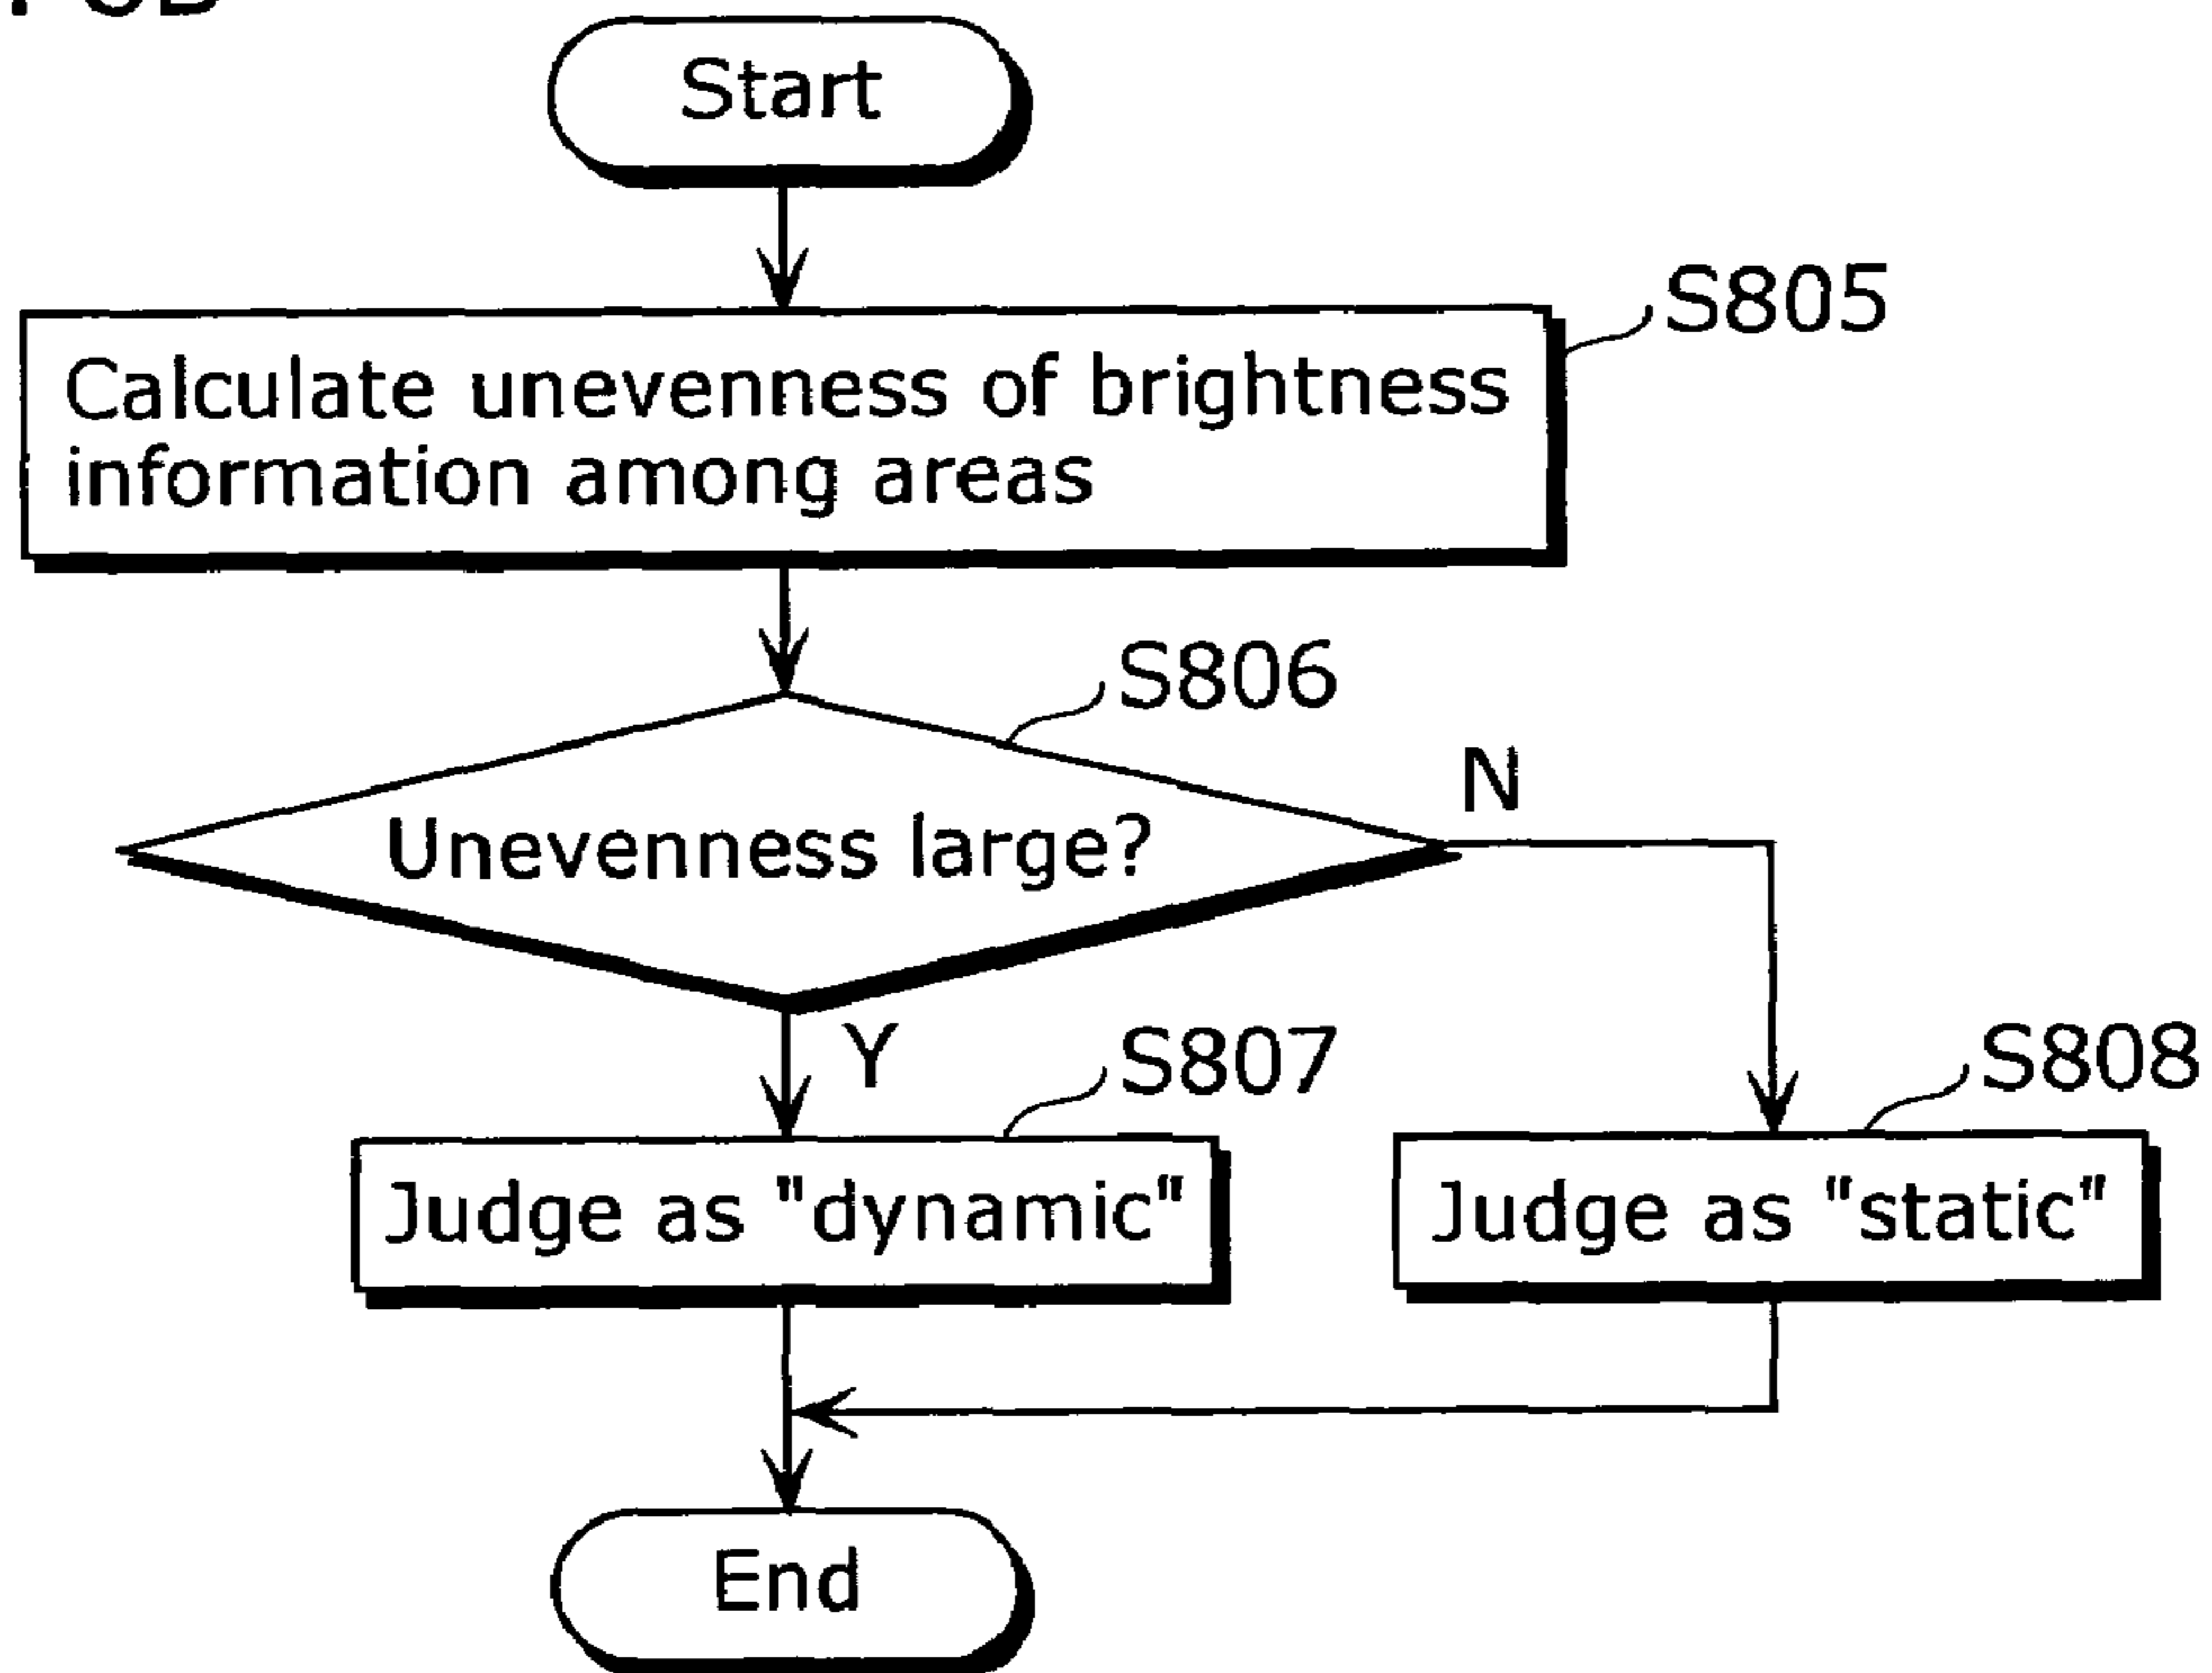 Start
S805
Calculate unevenness of brightness
information among areas
S806
Unevenness large?
N
Y
S807
S808
Judge as "dynamic"
Judge as "static"
End